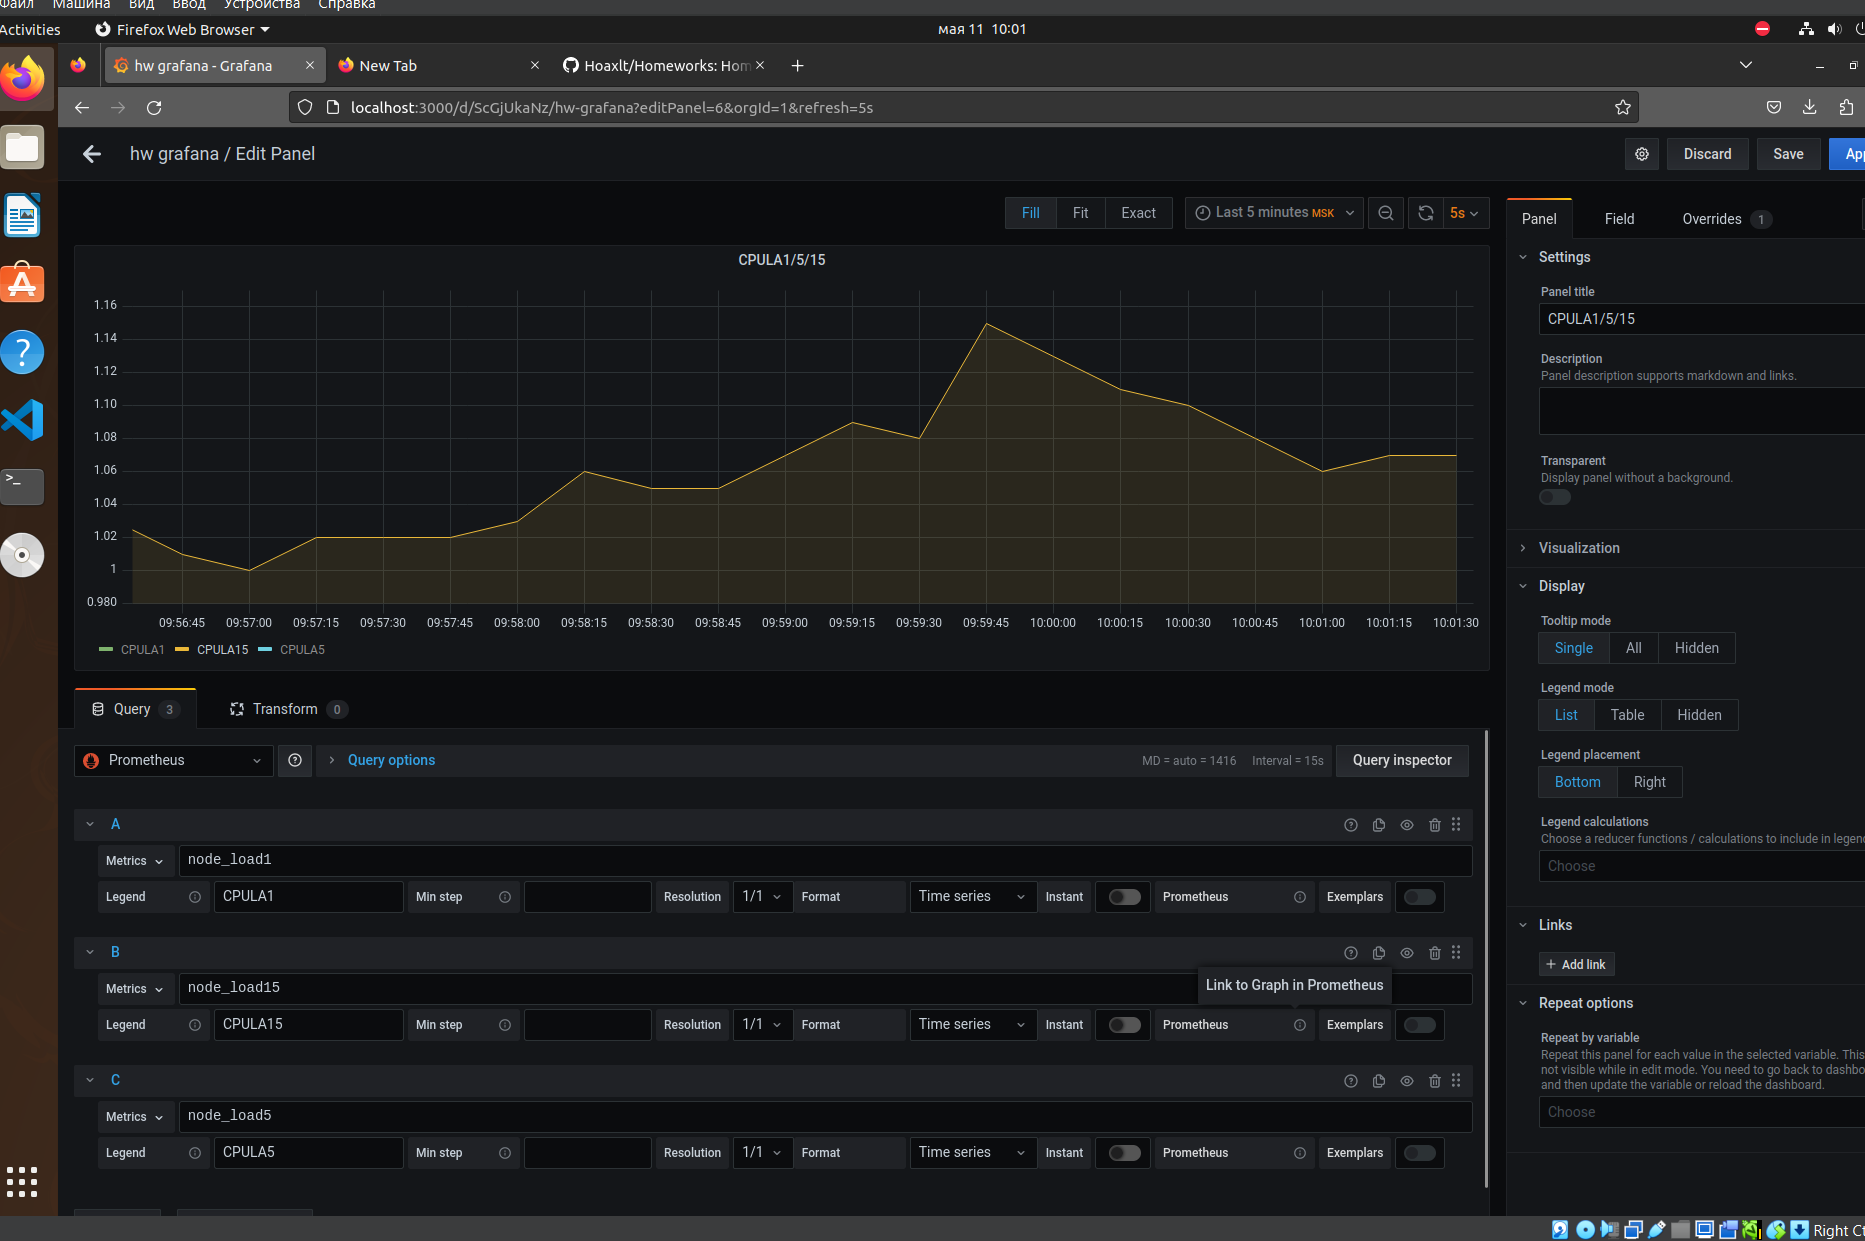 Файл Машина Вид Ввод Устройства Справка
Activities Firefox Web Browser мая 11 10:01
hw grafana - Grafana × New Tab × Hoaxlt/Homeworks: Hom ×
localhost:3000/d/ScGjUkaNz/hw-grafana?editPanel=6&orgId=1&refresh=5s
hw grafana / Edit Panel Discard Save App
Fill Fit Exact Last 5 minutes MSK 5s
Panel Field Overrides 1
CPULA1/5/15
1.16
1.14
1.12
1.10
1.08
1.06
1.04
1.02
1
0.980
09:56:45 09:57:00 09:57:15 09:57:30 09:57:45 09:58:00 09:58:15 09:58:30 09:58:45 09:59:00 09:59:15 09:59:30 09:59:45 10:00:00 10:00:15 10:00:30 10:00:45 10:01:00 10:01:15 10:01:30
CPULA1 CPULA15 CPULA5
Query 3 Transform 0
Prometheus Query options MD = auto = 1416 Interval = 15s Query inspector
A
Metrics node_load1
Legend CPULA1 Min step Resolution 1/1 Format Time series Instant Prometheus Exemplars
B
Metrics node_load15
Link to Graph in Prometheus
Legend CPULA15 Min step Resolution 1/1 Format Time series Instant Prometheus Exemplars
C
Metrics node_load5
Legend CPULA5 Min step Resolution 1/1 Format Time series Instant Prometheus Exemplars
Settings
Panel title
CPULA1/5/15
Description
Panel description supports markdown and links.
Transparent
Display panel without a background.
Visualization
Display
Tooltip mode
Single All Hidden
Legend mode
List Table Hidden
Legend placement
Bottom Right
Legend calculations
Choose a reducer functions / calculations to include in legen
Choose
Links
+ Add link
Repeat options
Repeat by variable
Repeat this panel for each value in the selected variable. This
not visible while in edit mode. You need to go back to dashbo
and then update the variable or reload the dashboard.
Choose
Right Ct